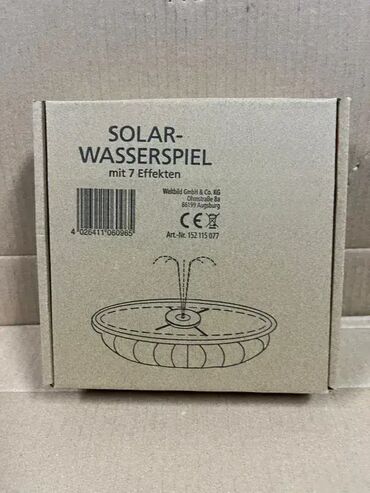 SOLAR-
WASSERSPIEL
mit 7 Effekten
Weltbild GmbH & Co. KG
Ohmstraße 8a
86199 Augsburg
CE
Art.-Nr. 152 115 077
4 026411 060965